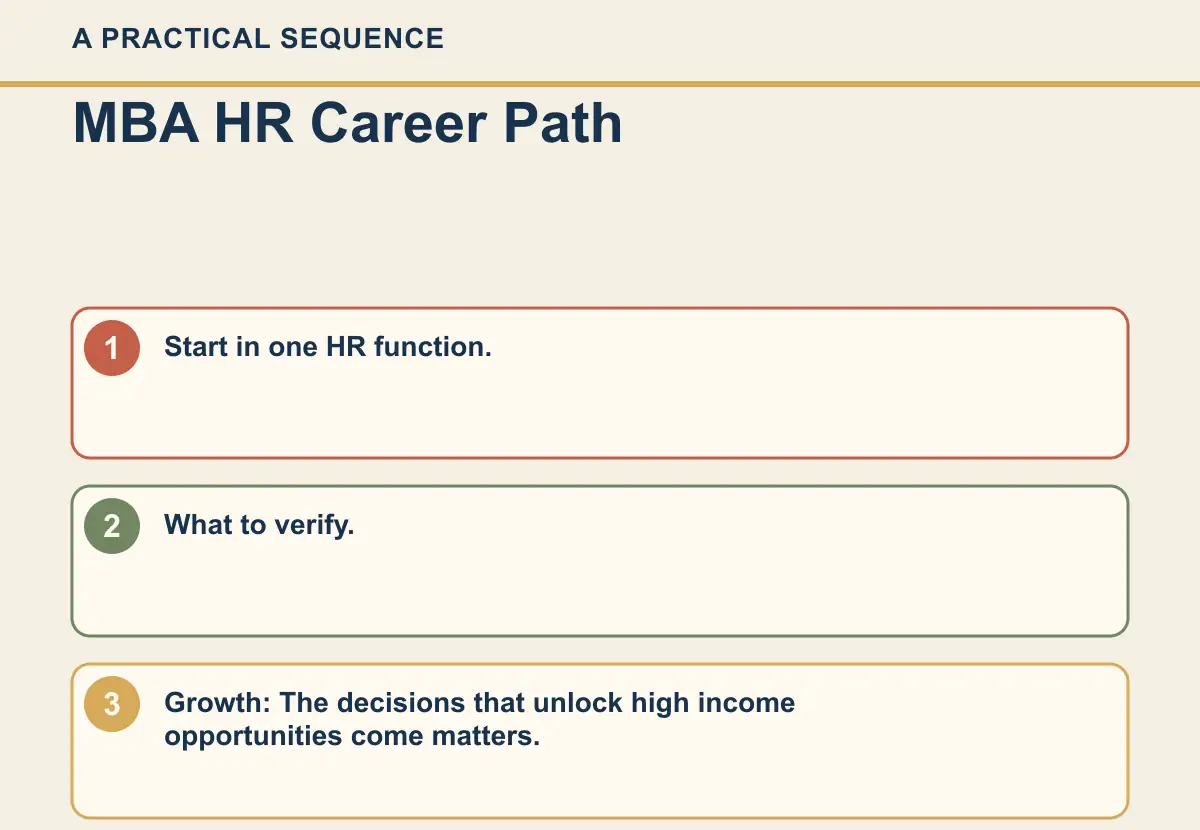 A PRACTICAL SEQUENCE
MBA HR Career Path
1
Start in one HR function.
2
What to verify.
3
Growth: The decisions that unlock high income
opportunities come matters.